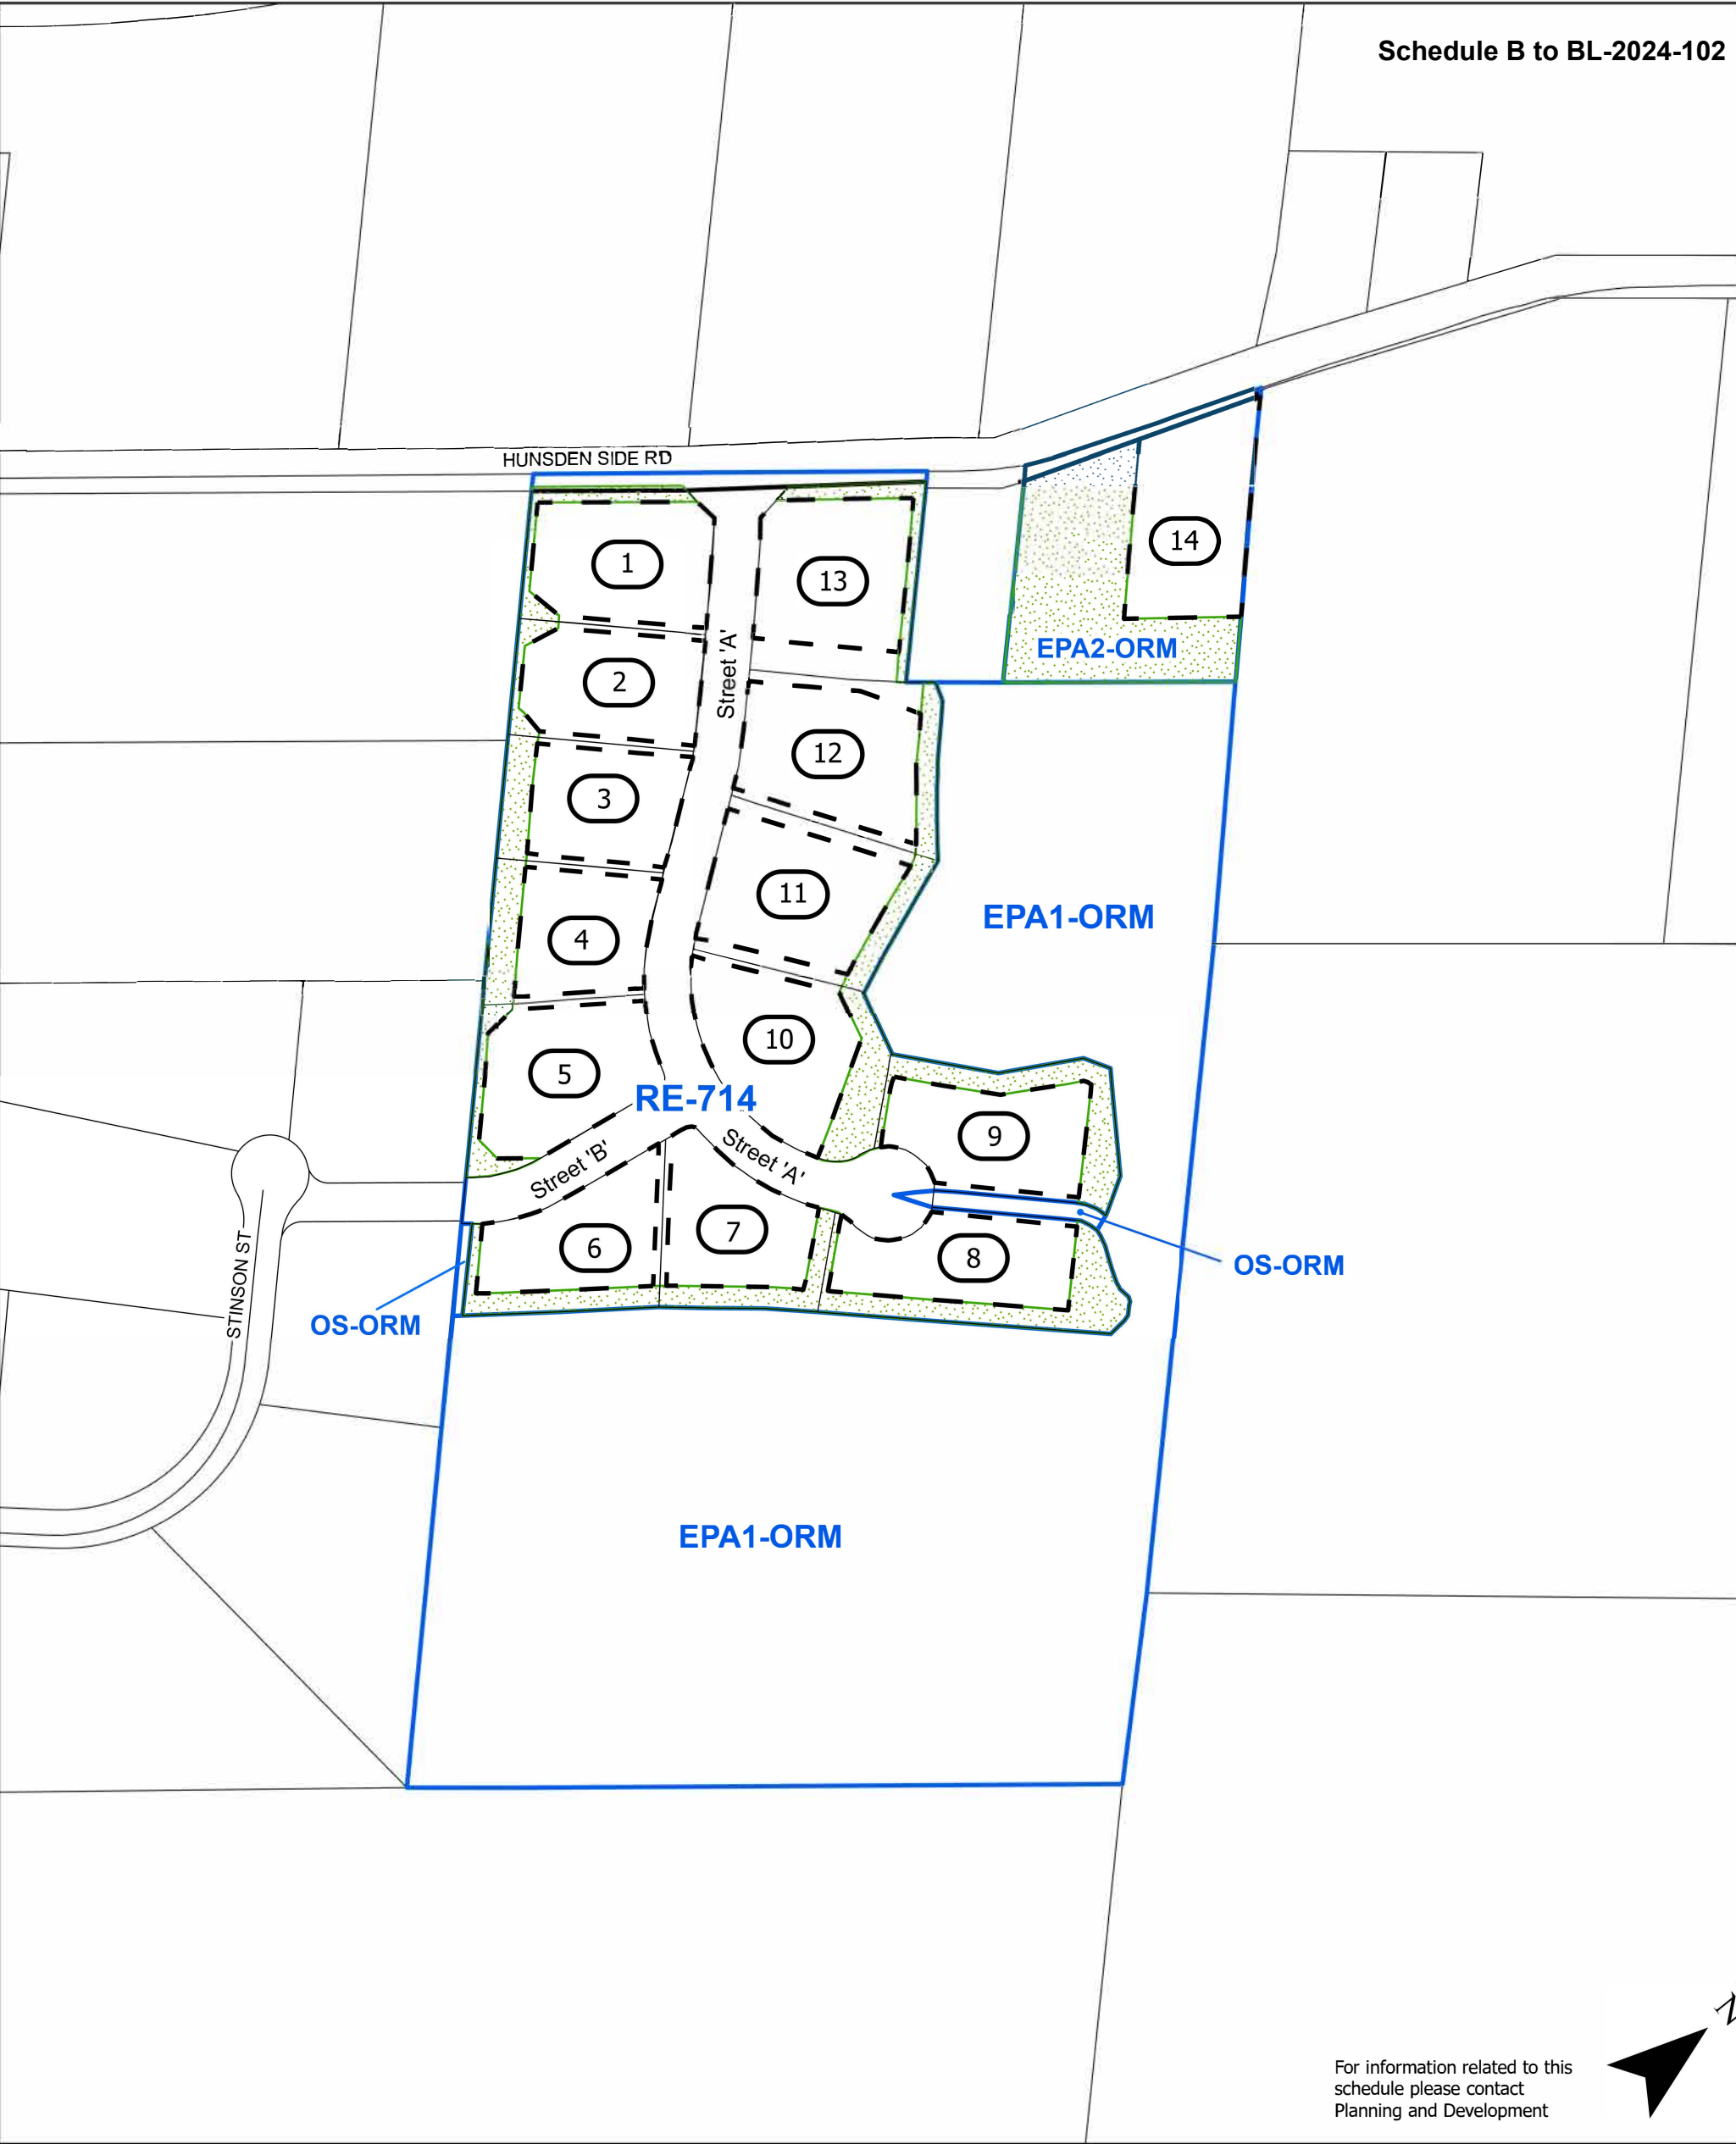 Schedule B to BL-2024-102
HUNSDEN SIDE RD
1
13
14
Street 'A'
EPA2-ORM
2
12
3
11
EPA1-ORM
4
10
5
RE-714
9
Street 'B'
Street 'A'
6
7
8
OS-ORM
STINSON ST
OS-ORM
EPA1-ORM
N
For information related to this
schedule please contact
Planning and Development